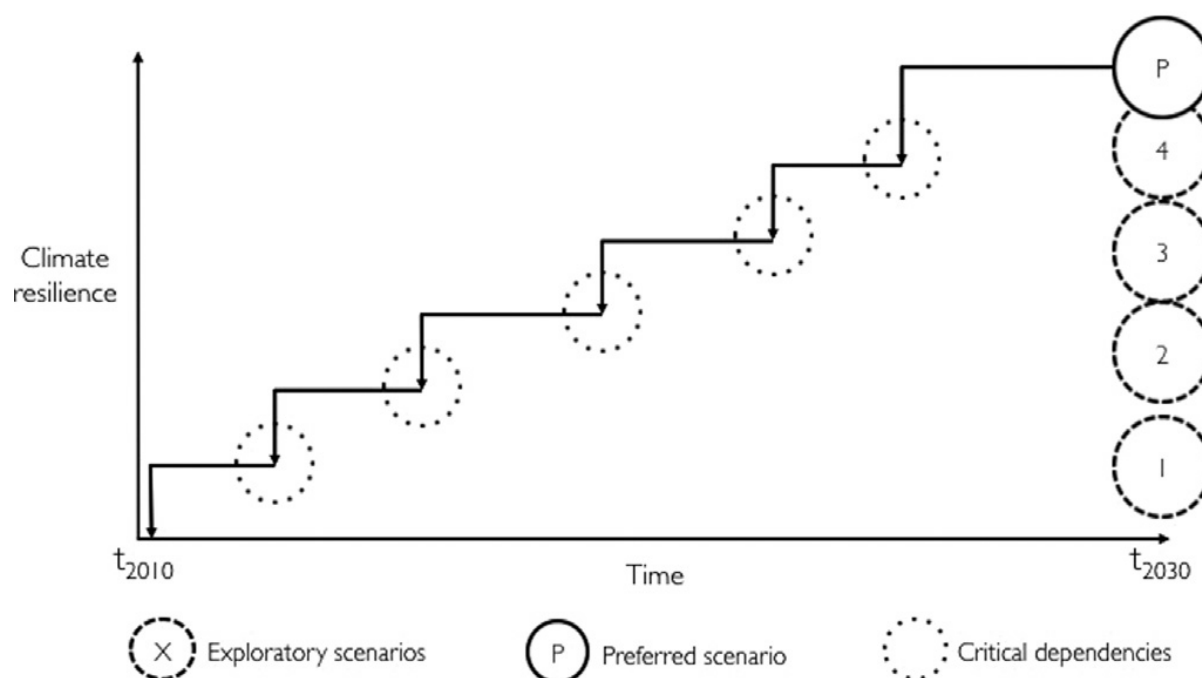 P
4
Climate
resilience
3
2
1
t2010
Time
t2030
X Exploratory scenarios
P Preferred scenario
Critical dependencies